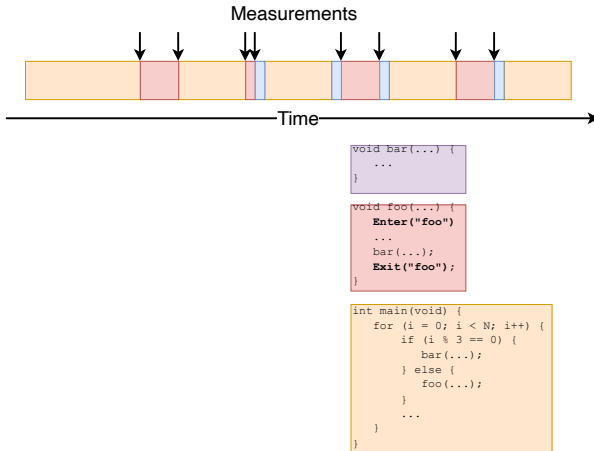 Measurements
Time
void bar(...) {
...
}
void foo(...) {
Enter("foo")
...
bar(...);
Exit("foo");
}
int main(void) {
for (i = 0; i < N; i++) {
if (i % 3 == 0) {
bar(...);
} else {
foo(...);
}
...
}
}